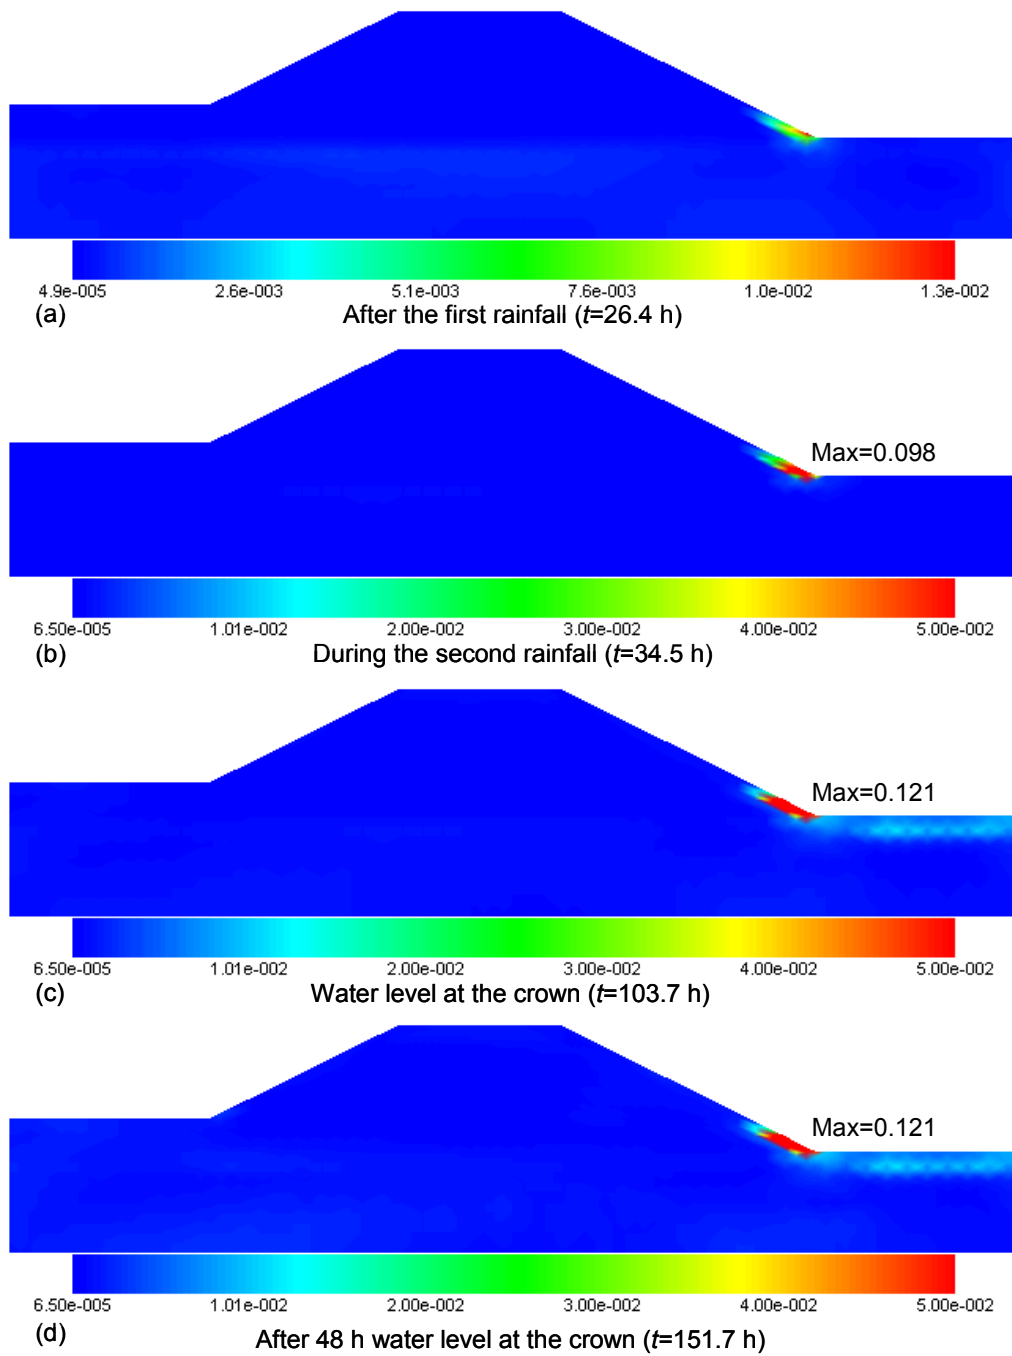 4.9e-005 2.6e-003 5.1e-003 7.6e-003 1.0e-002 1.3e-002
(a) After the first rainfall (t=26.4 h)
Max=0.098
6.50e-005 1.01e-002 2.00e-002 3.00e-002 4.00e-002 5.00e-002
(b) During the second rainfall (t=34.5 h)
Max=0.121
6.50e-005 1.01e-002 2.00e-002 3.00e-002 4.00e-002 5.00e-002
(c) Water level at the crown (t=103.7 h)
Max=0.121
6.50e-005 1.01e-002 2.00e-002 3.00e-002 4.00e-002 5.00e-002
(d) After 48 h water level at the crown (t=151.7 h)